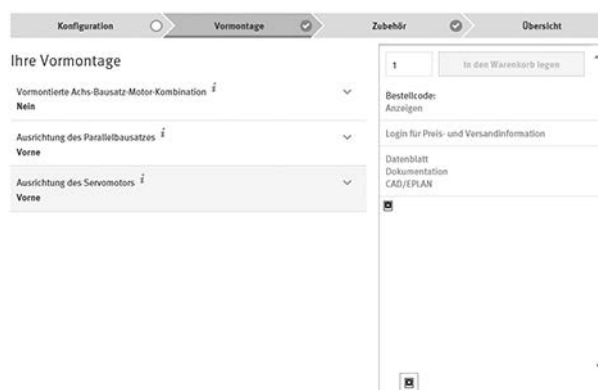 Konfiguration
Vormontage
Zubehör
Übersicht
Ihre Vormontage
Vormontierte Achs-Bausatz-Motor-Kombination i
Nein
Ausrichtung des Parallelbausatzes i
Vorne
Ausrichtung des Servomotors i
Vorne
1
In den Warenkorb legen
Bestellcode:
Anzeigen
Login für Preis- und Versandinformation
Datenblatt
Dokumentation
CAD/EPLAN